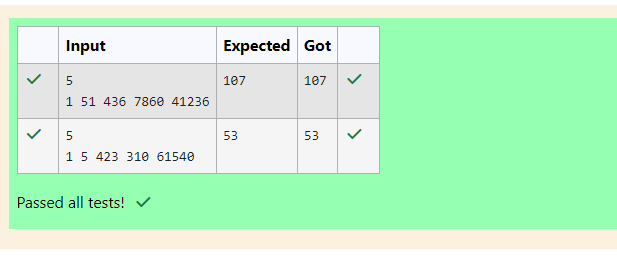 Input Expected Got
5 107 107
1 51 436 7860 41236
5 53 53
1 5 423 310 61540
Passed all tests!